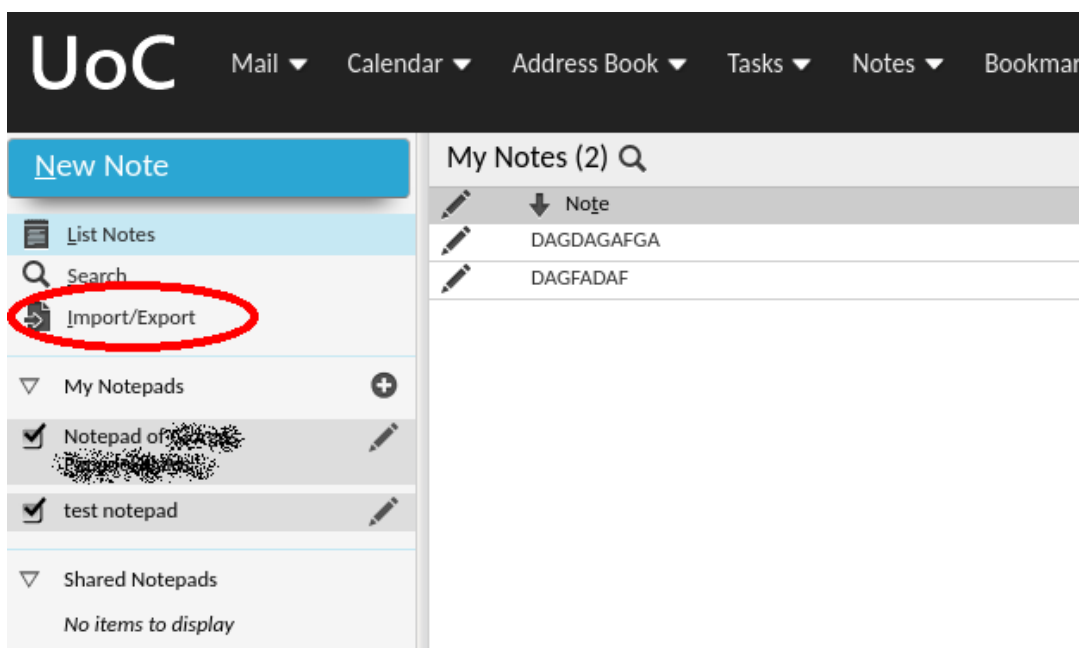 UoC Mail Calendar Address Book Tasks Notes Bookmar
New Note
List Notes
Search
Import/Export
My Notepads
Notepad of
test notepad
Shared Notepads
No items to display
My Notes (2)
Note
DAGDAGAFGA
DAGFADAF